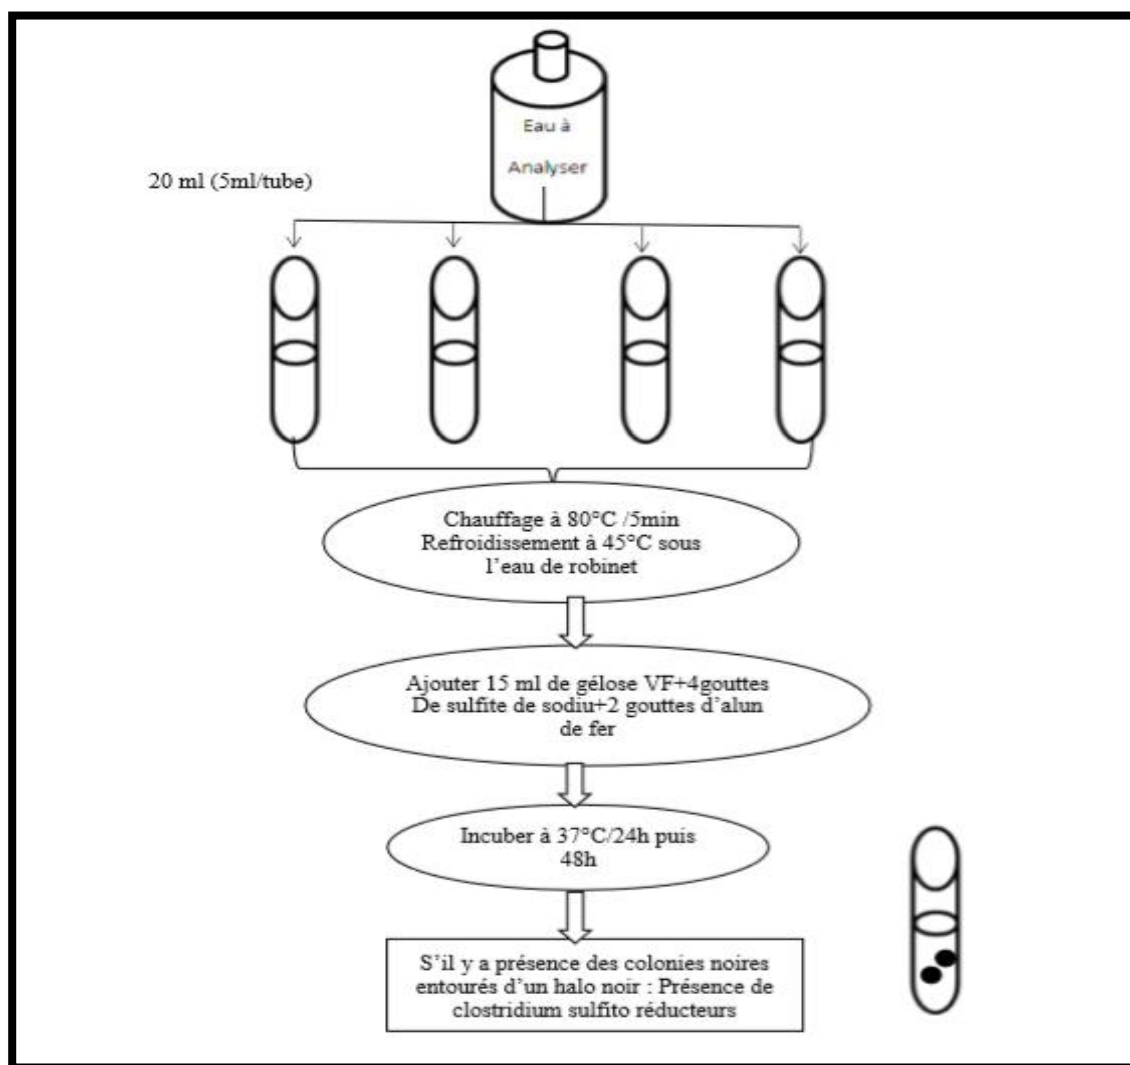 Eau à
Analyser
20 ml (5ml/tube)
Chauffage à 80°C /5min
Refroidissement à 45°C sous
l’eau de robinet
Ajouter 15 ml de gélose VF+4gouttes
De sulfite de sodiu+2 gouttes d’alun
de fer
Incuber à 37°C/24h puis
48h
S’il y a présence des colonies noires
entourés d’un halo noir : Présence de
clostridium sulfito réducteurs